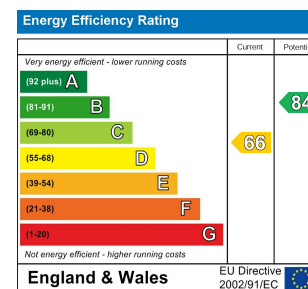 Energy Efficiency Rating
Current Potenti
Very energy efficient - lower running costs
(92 plus) A
(81-91) B
(69-80) C
(55-68) D
(39-54) E
(21-38) F
(1-20) G
66
84
Not energy efficient - higher running costs
England & Wales
EU Directive
2002/91/EC